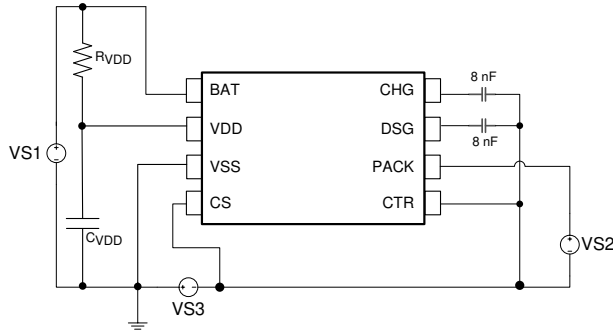 RVDD
8 nF
BAT
CHG
VDD
DSG
8 nF
VS1
VSS
PACK
CS
CTR
VS2
CVDD
VS3